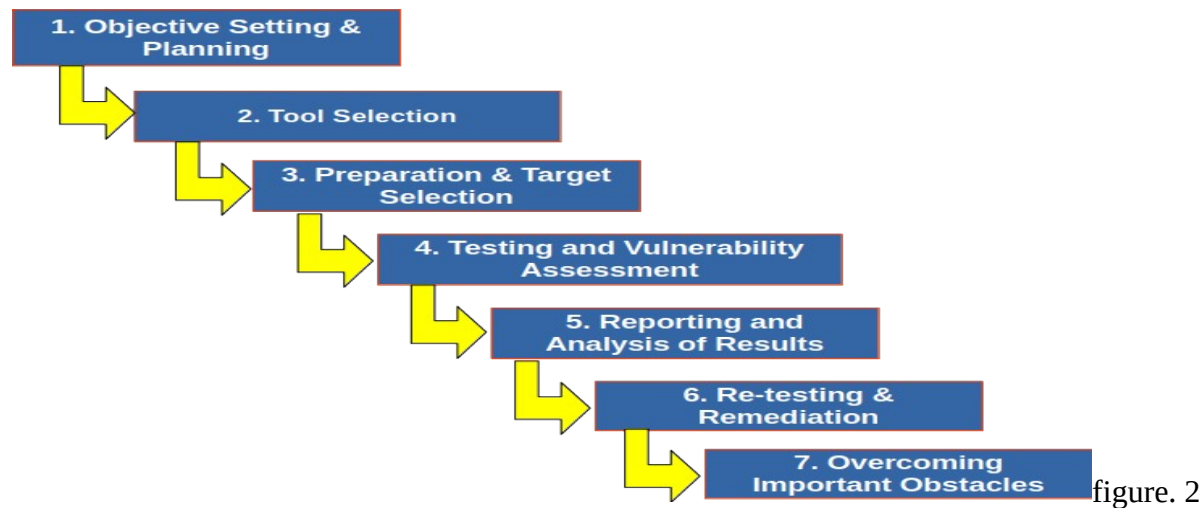 1. Objective Setting &
Planning
2. Tool Selection
3. Preparation & Target
Selection
4. Testing and Vulnerability
Assessment
5. Reporting and
Analysis of Results
6. Re-testing &
Remediation
7. Overcoming
Important Obstacles
figure. 2